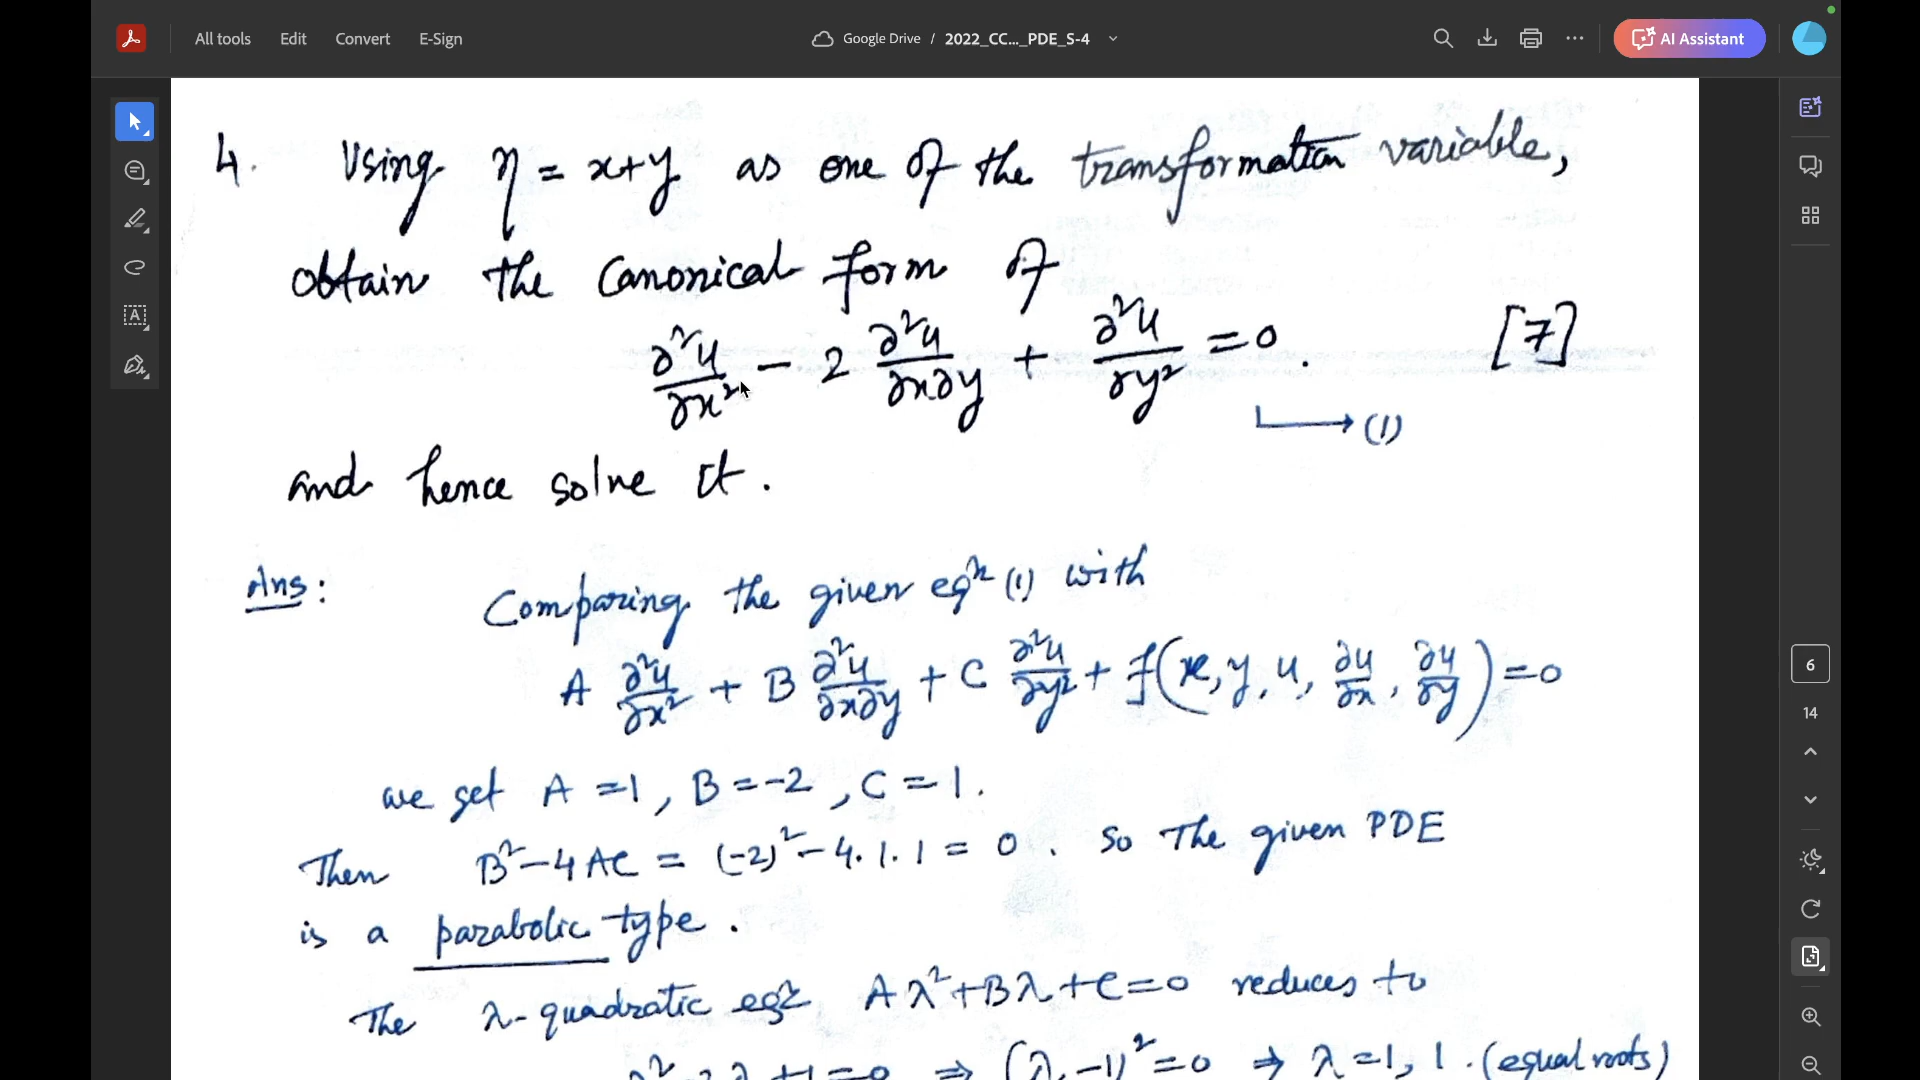 All tools Edit Convert E-Sign Google Drive / 2022_CC..._PDE_S-4 AI Assistant
4. Using η = x+y as one of the transformation variable,
obtain the canonical form of
∂²u/∂x² - 2 ∂²u/∂x∂y + ∂²u/∂y² = 0. [7]
→ (1)
and hence solve it.
Ans: Comparing the given eqⁿ (1) with
A ∂²u/∂x² + B ∂²u/∂x∂y + C ∂²u/∂y² + f(x, y, u, ∂u/∂x, ∂u/∂y) = 0
we get A = 1, B = -2, C = 1.
Then B² - 4AC = (-2)² - 4.1.1 = 0. So the given PDE
is a parabolic type.
The λ-quadratic eqⁿ Aλ²+Bλ+C=0 reduces to
λ² - 2λ + 1 = 0 ⇒ (λ-1)² = 0 ⇒ λ = 1, 1. (equal roots)
6
14